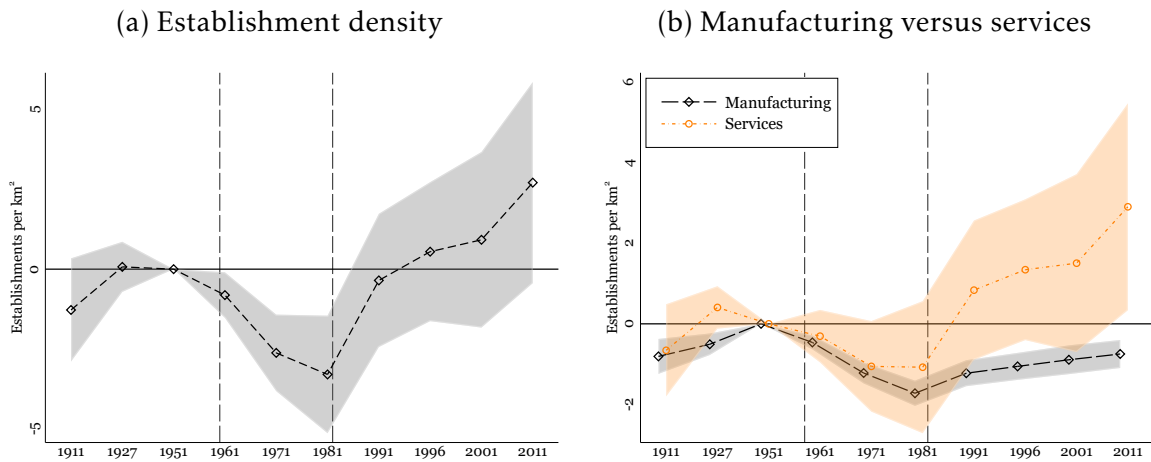 (a) Establishment density
Establishments per km²
5
0
-5
1911 1927 1951 1961 1971 1981 1991 1996 2001 2011
(b) Manufacturing versus services
Establishments per km²
6
4
2
0
-2
Manufacturing
Services
1911 1927 1951 1961 1971 1981 1991 1996 2001 2011